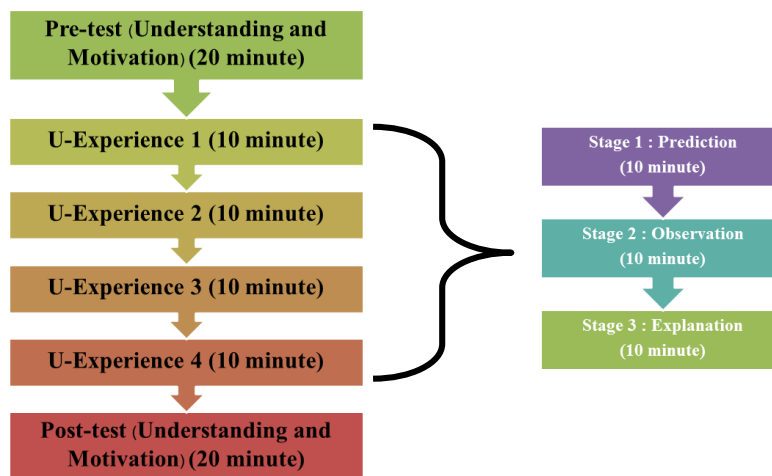 Pre-test (Understanding and
Motivation) (20 minute)
U-Experience 1 (10 minute)
U-Experience 2 (10 minute)
U-Experience 3 (10 minute)
U-Experience 4 (10 minute)
Post-test (Understanding and
Motivation) (20 minute)
Stage 1 : Prediction
(10 minute)
Stage 2 : Observation
(10 minute)
Stage 3 : Explanation
(10 minute)